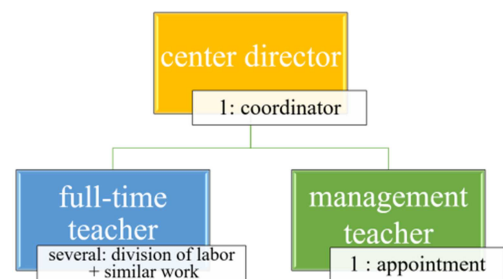 center director
1: coordinator
full-time
teacher
several: division of labor
+ similar work
management
teacher
1 : appointment